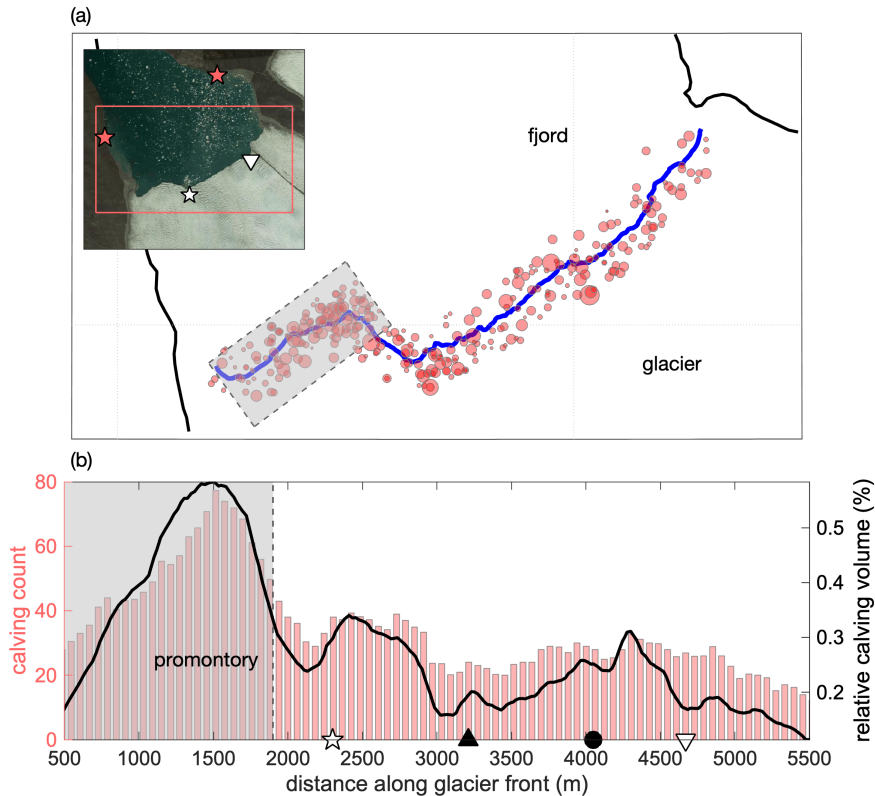 (a)
fjord
glacier
(b)
80
60
40
20
0
calving count
promontory
0.5
0.4
0.3
0.2
relative calving volume (%)
500 1000 1500 2000 2500 3000 3500 4000 4500 5000 5500
distance along glacier front (m)